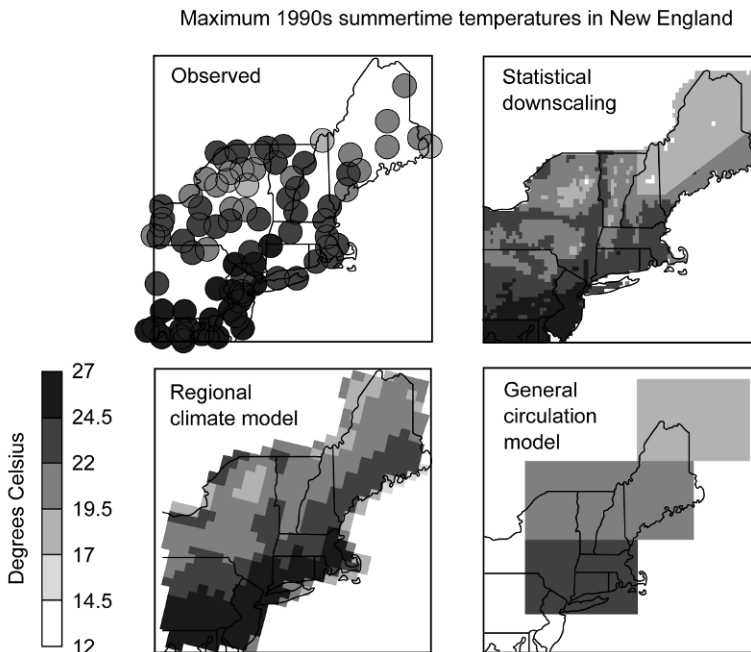 Maximum 1990s summertime temperatures in New England
Observed
Statistical
downscaling
Regional
climate model
General
circulation
model
Degrees Celsius
27
24.5
22
19.5
17
14.5
12